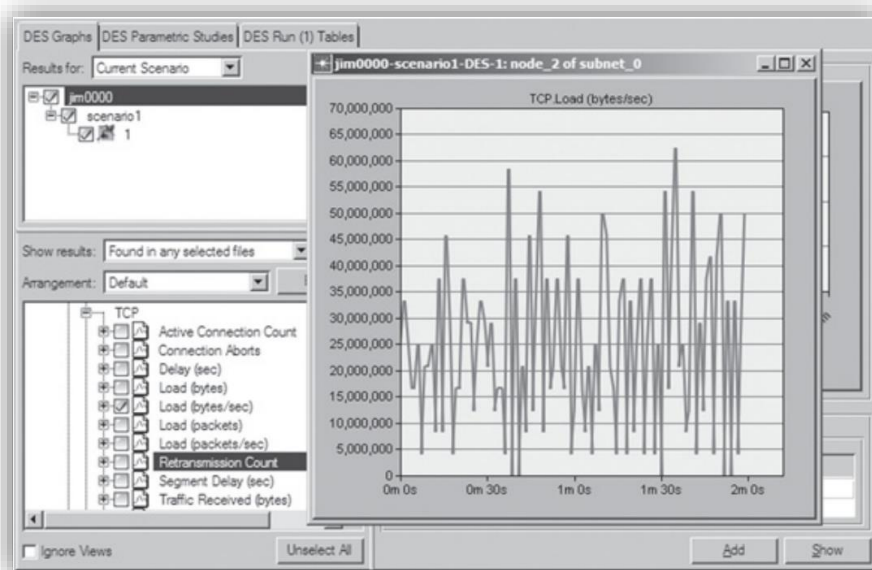 DES Graphs DES Parametric Studies DES Run (1) Tables
Results for: Current Scenario
jim0000
scenario1
1
Show results: Found in any selected files
Arrangement: Default
TCP
Active Connection Count
Connection Aborts
Delay (sec)
Load (bytes)
Load (bytes/sec)
Load (packets)
Load (packets/sec)
Retransmission Count
Segment Delay (sec)
Traffic Received (bytes)
Ignore Views
Unselect All
jim0000-scenario1-DES-1: node_2 of subnet_0
TCP.Load (bytes/sec)
70,000,000
65,000,000
60,000,000
55,000,000
50,000,000
45,000,000
40,000,000
35,000,000
30,000,000
25,000,000
20,000,000
15,000,000
10,000,000
5,000,000
0
0m 0s 0m 30s 1m 0s 1m 30s 2m 0s
Add Show